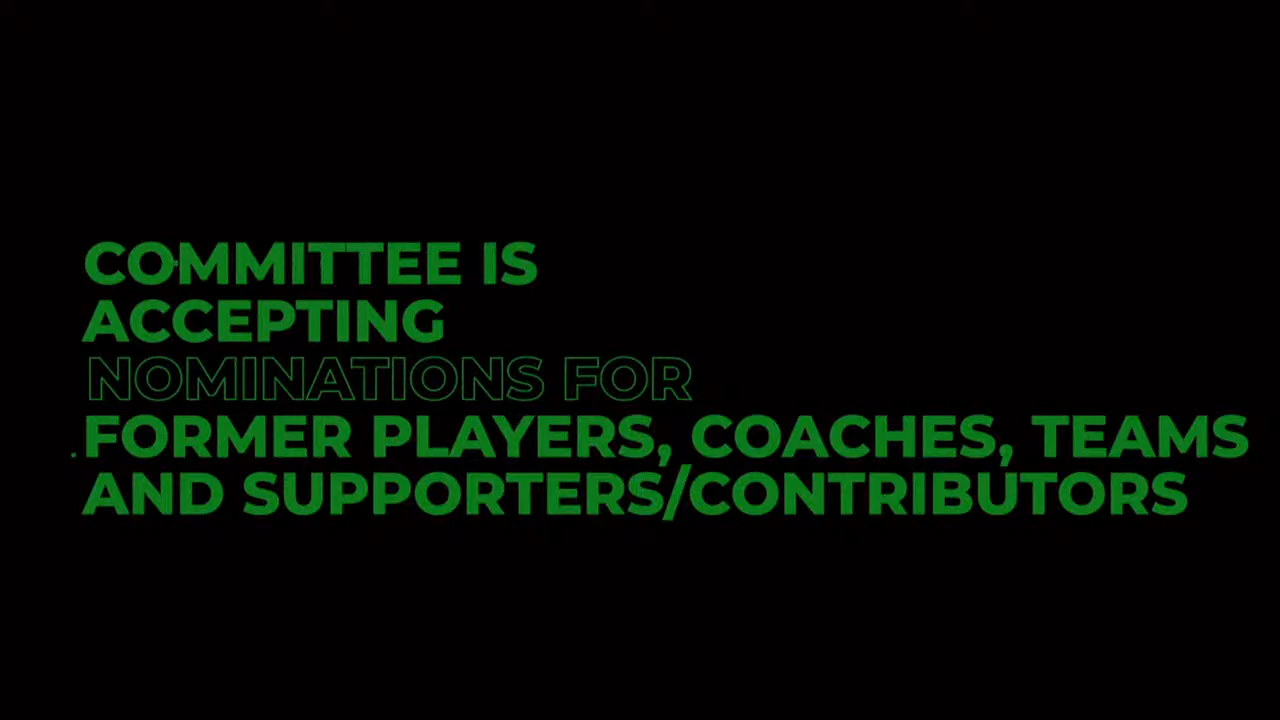 COMMITTEE IS
ACCEPTING
NOMINATIONS FOR
FORMER PLAYERS, COACHES, TEAMS
AND SUPPORTERS/CONTRIBUTORS